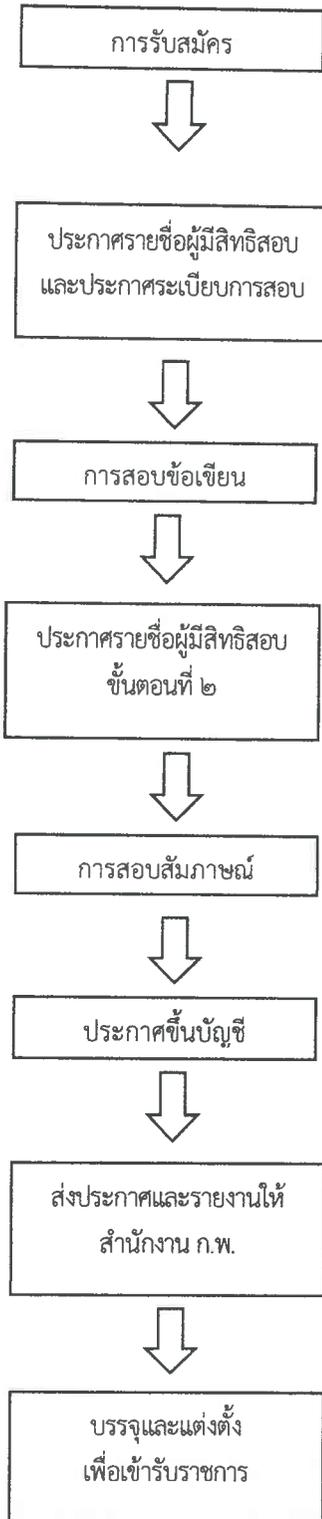 การรับสมัคร
ประกาศรายชื่อผู้มีสิทธิสอบ
และประกาศระเบียบการสอบ
การสอบข้อเขียน
ประกาศรายชื่อผู้มีสิทธิสอบ
ขั้นตอนที่ ๒
การสอบสัมภาษณ์
ประกาศขึ้นบัญชี
ส่งประกาศและรายงานให้
สำนักงาน ก.พ.
บรรจุและแต่งตั้ง
เพื่อเข้ารับราชการ